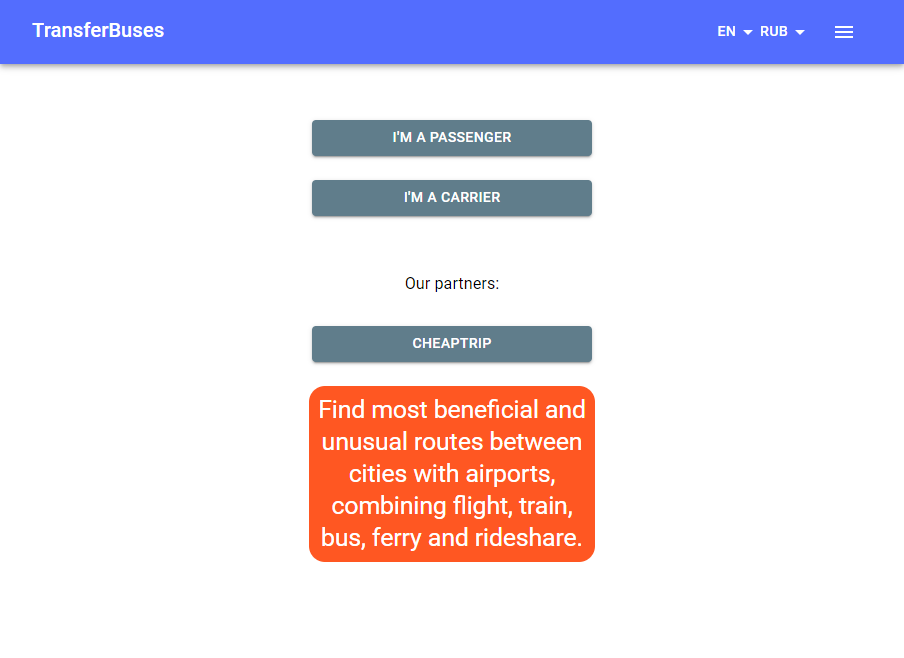 TransferBuses
EN RUB
I'M A PASSENGER
I'M A CARRIER
Our partners:
CHEAPTRIP
Find most beneficial and
unusual routes between
cities with airports,
combining flight, train,
bus, ferry and rideshare.